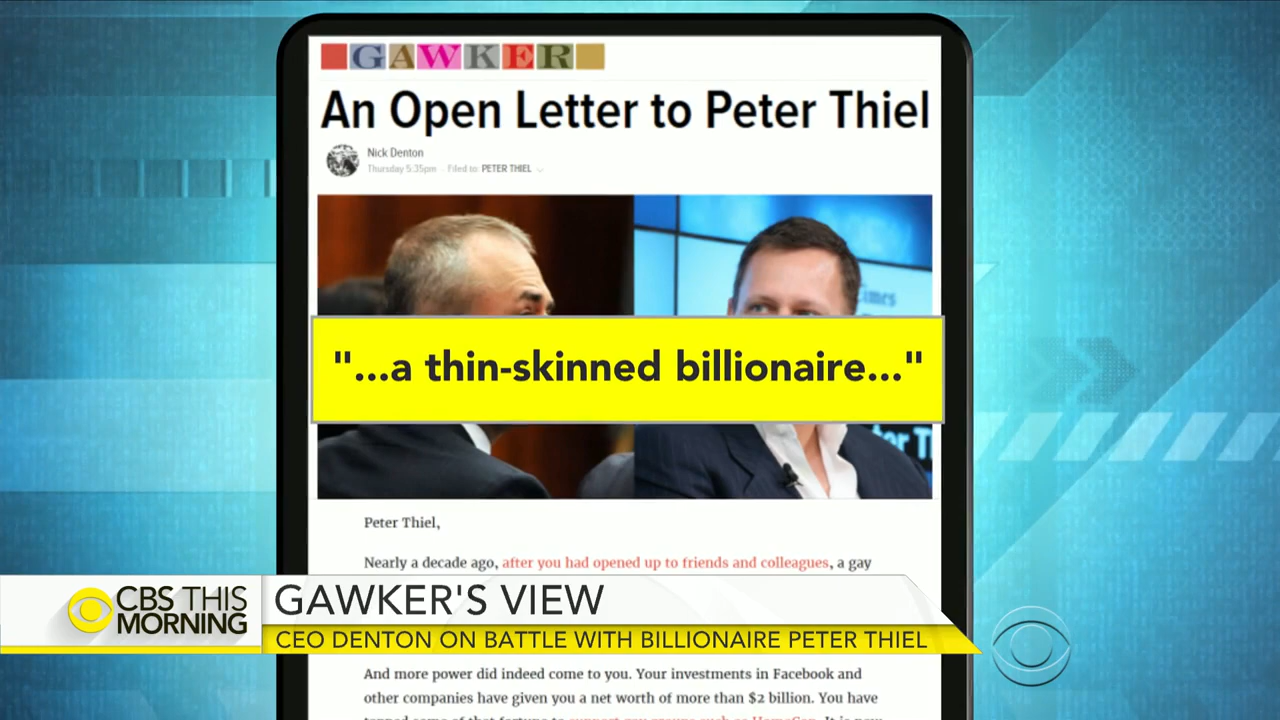 GAWKER
An Open Letter to Peter Thiel
Nick Denton
Thursday 5:35pm · Filed to: PETER THIEL
Times
"...a thin-skinned billionaire..."
Peter Thiel,
Nearly a decade ago, after you had opened up to friends and colleagues, a gay
CBS THIS
MORNING
GAWKER'S VIEW
CEO DENTON ON BATTLE WITH BILLIONAIRE PETER THIEL
And more power did indeed come to you. Your investments in Facebook and
other companies have given you a net worth of more than $2 billion. You have